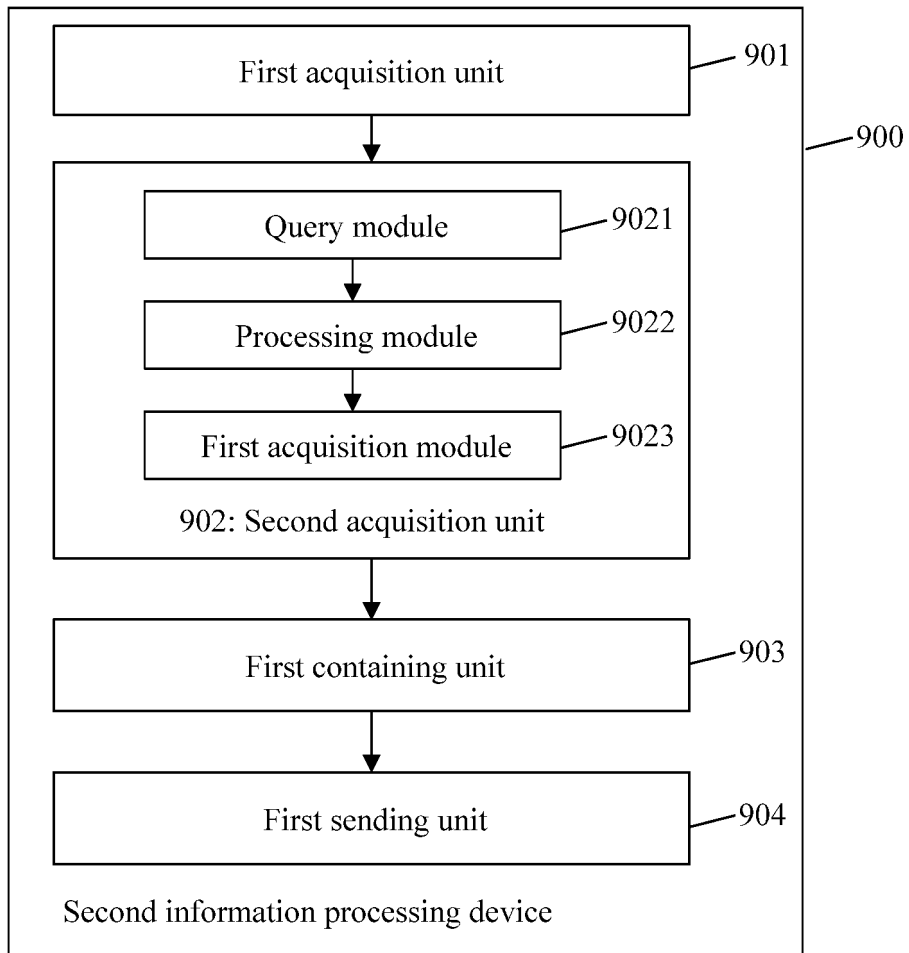 First acquisition unit
901
900
Query module
9021
Processing module
9022
First acquisition module
9023
902: Second acquisition unit
First containing unit
903
First sending unit
904
Second information processing device